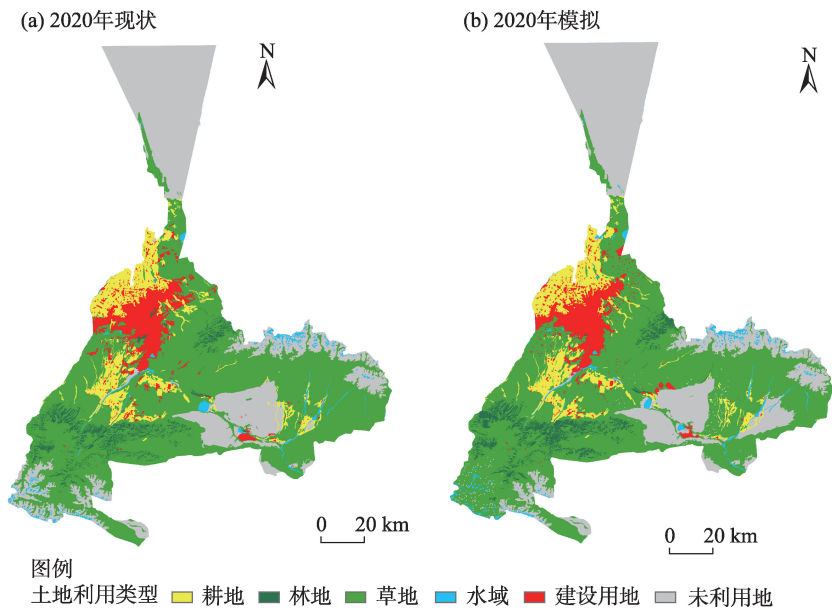 (a) 2020年现状
(b) 2020年模拟
N
N
0 20 km
0 20 km
图例
土地利用类型 耕地 林地 草地 水域 建设用地 未利用地